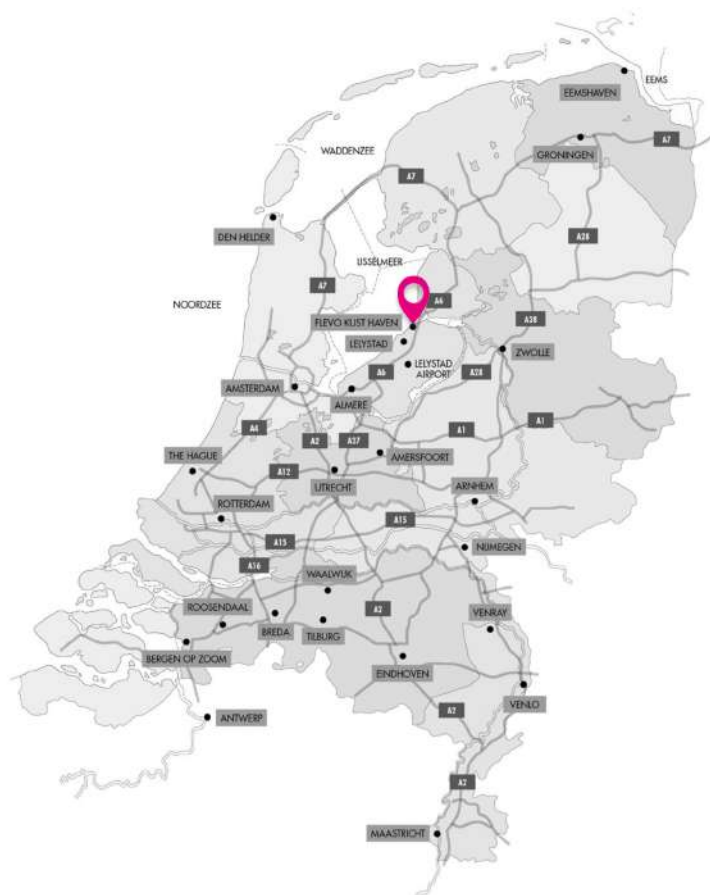 EEMS
EEMSHAVEN
A7
GRONINGEN
WADDENZEE
A7
DEN HELDER
A28
IJSSELMEER
A7
NOORDZEE
A6
FLEVO KUST HAVEN
A28
LELYSTAD
ZWOLLE
LELYSTAD
AIRPORT
A6
A28
AMSTERDAM
ALMERE
A4
A2
A27
A1
A1
THE HAGUE
AMERSFOORT
A12
UTRECHT
ARNHEM
ROTTERDAM
A15
A15
NIJMEGEN
A16
WAALWIJK
ROOSENDAAL
A2
VENRAY
BREDA
TILBURG
BERGEN OP ZOOM
EINDHOVEN
VENLO
A2
ANTWERP
A2
MAASTRICHT